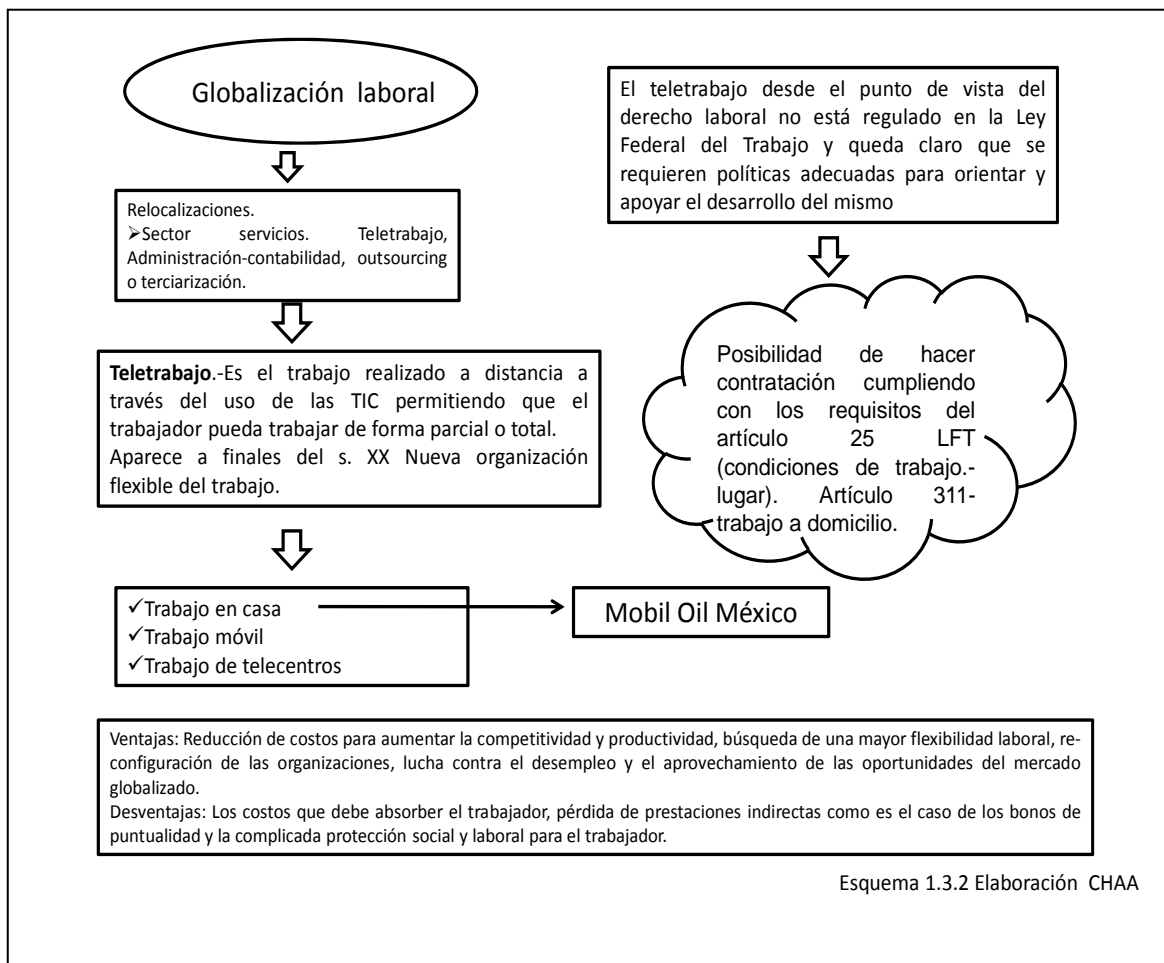 Globalización laboral
Relocalizaciones.
➢Sector servicios. Teletrabajo,
Administración-contabilidad, outsourcing
o terciarización.
Teletrabajo.-Es el trabajo realizado a distancia a
través del uso de las TIC permitiendo que el
trabajador pueda trabajar de forma parcial o total.
Aparece a finales del s. XX Nueva organización
flexible del trabajo.
✓Trabajo en casa
✓Trabajo móvil
✓Trabajo de telecentros
Mobil Oil México
El teletrabajo desde el punto de vista del
derecho laboral no está regulado en la Ley
Federal del Trabajo y queda claro que se
requieren políticas adecuadas para orientar y
apoyar el desarrollo del mismo
Posibilidad de hacer
contratación cumpliendo
con los requisitos del
artículo 25 LFT
(condiciones de trabajo.-
lugar). Artículo 311-
trabajo a domicilio.
Ventajas: Reducción de costos para aumentar la competitividad y productividad, búsqueda de una mayor flexibilidad laboral, re-
configuración de las organizaciones, lucha contra el desempleo y el aprovechamiento de las oportunidades del mercado
globalizado.
Desventajas: Los costos que debe absorber el trabajador, pérdida de prestaciones indirectas como es el caso de los bonos de
puntualidad y la complicada protección social y laboral para el trabajador.
Esquema 1.3.2 Elaboración CHAA